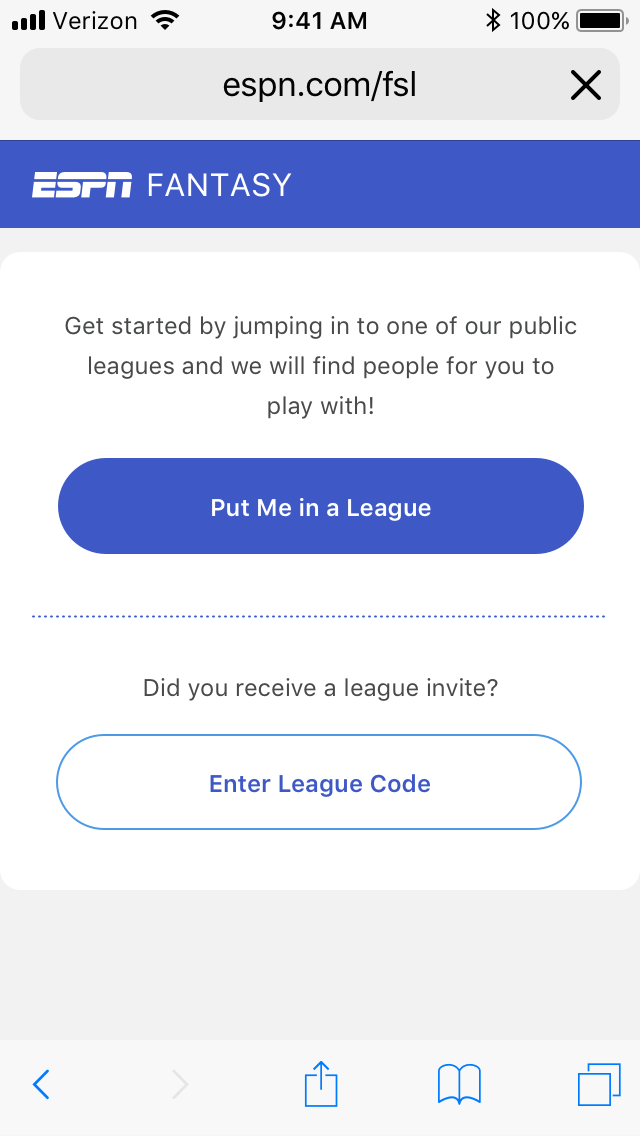 Verizon 9:41 AM 100%
espn.com/fsl
ESPN FANTASY
Get started by jumping in to one of our public
leagues and we will find people for you to
play with!
Put Me in a League
Did you receive a league invite?
Enter League Code